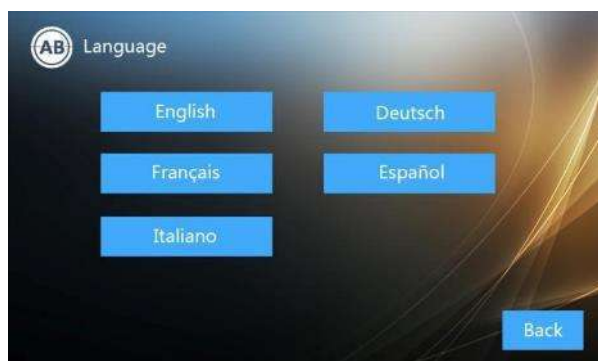 AB Language
English Deutsch
Français Español
Italiano
Back